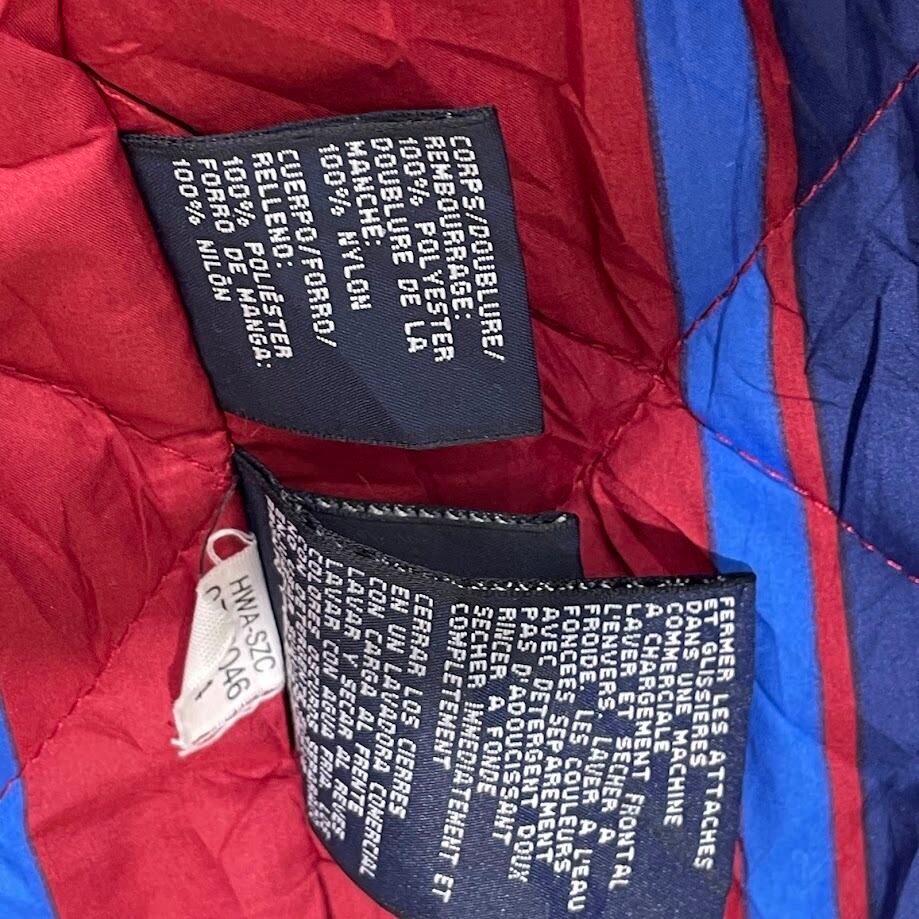 CORPS/DOUBLURE/
REMBOURRAGE:
100% POLYESTER
DOUBLURE DE LA
MANCHE:
100% NYLON
CUERPO/FORRO/
RELLENO:
100% POLIÉSTER
FORRO DE MANGA:
100% NILÓN
FERMER LES ATTACHES
ET GLISSIÈRES
DANS UNE MACHINE
COMMERCIALE
A CHARGEMENT FRONTAL
LAVER ET SECHER A
L'ENVERS. LAVER A L'EAU
FROIDE. LES COULEURS
FONCEES SEPAREMENT
AVEC DETERGENT DOUX
PAS D'ADOUCISSANT
RINCER A FONDE
SECHER IMMEDIATEMENT ET
COMPLETEMENT
CERRAR LOS CIERES
EN UN LAVADORA COMERCIAL
CON CARGA AL FRENTE
LAVAR Y SECAR AL REVES
LAVAR CON AGUA FRIA LOS
HWA-SZC